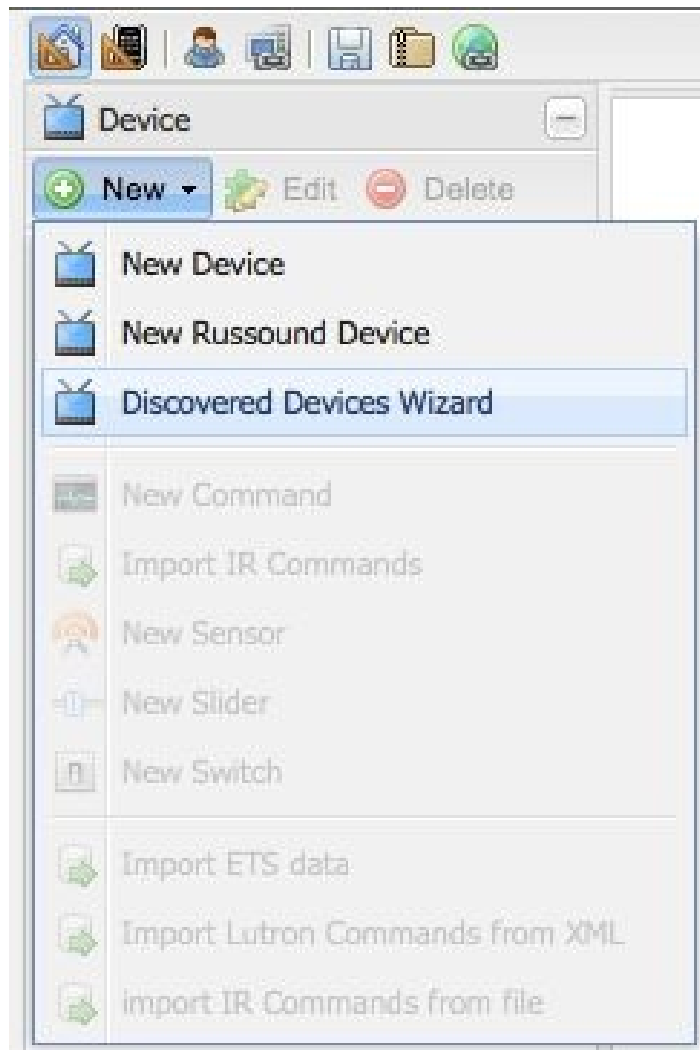 Device
New Edit Delete
New Device
New Russound Device
Discovered Devices Wizard
New Command
Import IR Commands
New Sensor
New Slider
New Switch
Import ETS data
Import Lutron Commands from XML
import IR Commands from file